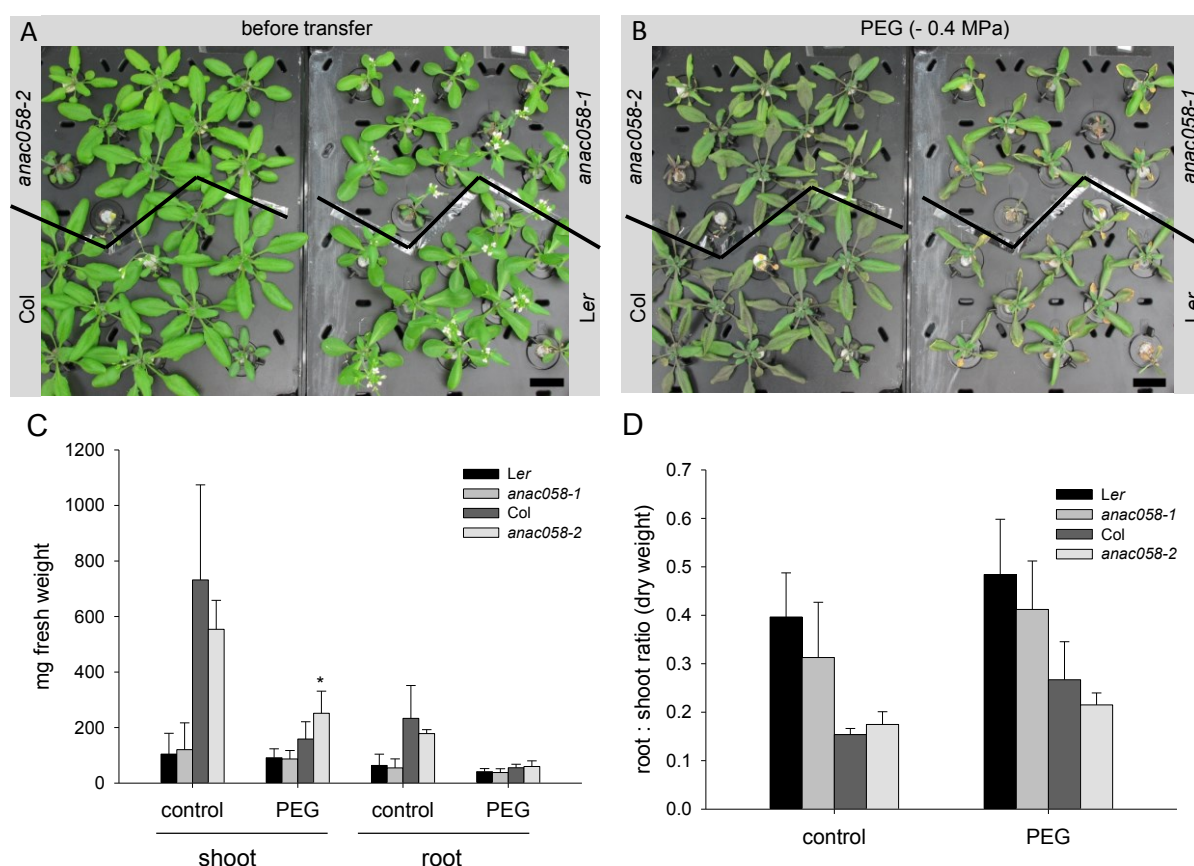 A
before transfer
anac058-2
Col
anac058-1
Ler
B
PEG (- 0.4 MPa)
anac058-2
Col
anac058-1
Ler
C
mg fresh weight
1200
1000
800
600
400
200
0
Ler
anac058-1
Col
anac058-2
*
control
PEG
control
PEG
shoot
root
D
root : shoot ratio (dry weight)
0.7
0.6
0.5
0.4
0.3
0.2
0.1
0.0
Ler
anac058-1
Col
anac058-2
control
PEG